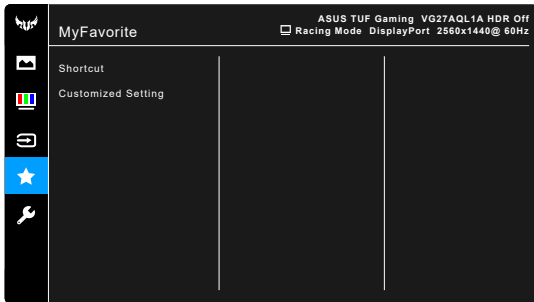 MyFavorite
ASUS TUF Gaming VG27AQL1A HDR Off
Racing Mode DisplayPort 2560x1440@ 60Hz
Shortcut
Customized Setting